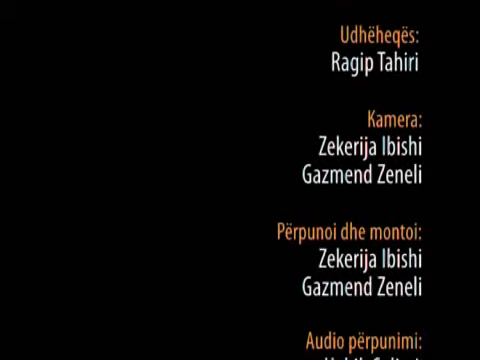 Udhëheqës:
Ragip Tahiri
Kamera:
Zekerija Ibishi
Gazmend Zeneli
Përpunoi dhe montoi:
Zekerija Ibishi
Gazmend Zeneli
Audio përpunimi: